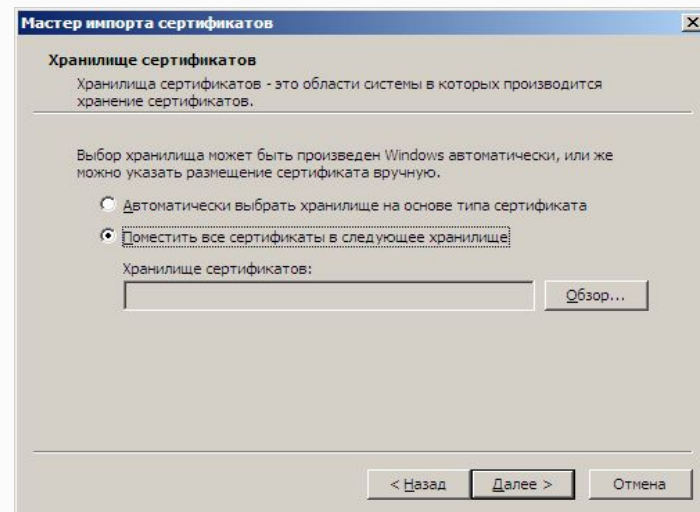 Мастер импорта сертификатов
Хранилище сертификатов
Хранилища сертификатов - это области системы в которых производится
хранение сертификатов.
Выбор хранилища может быть произведен Windows автоматически, или же
можно указать размещение сертификата вручную.
Автоматически выбрать хранилище на основе типа сертификата
Поместить все сертификаты в следующее хранилище
Хранилище сертификатов:
Обзор...
< Назад Далее > Отмена